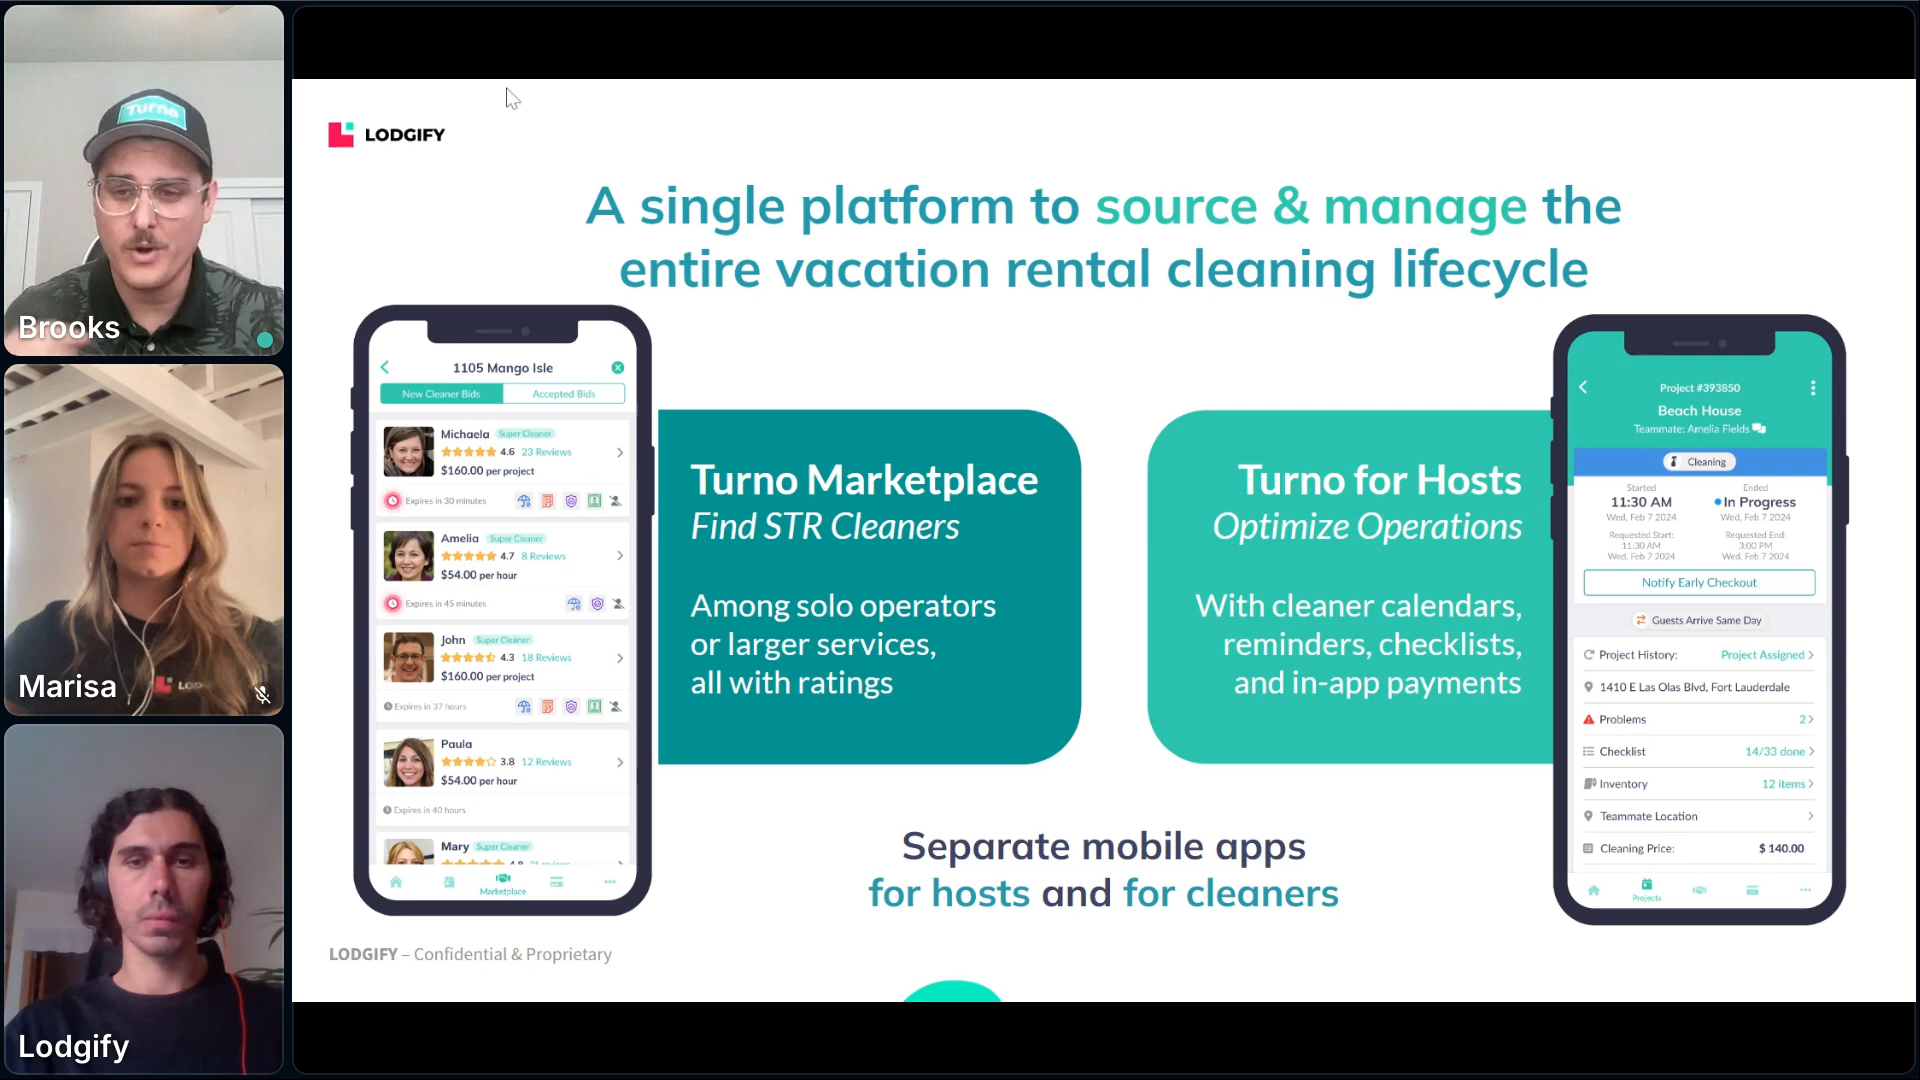 Turno
Brooks
Marisa
Lodgify
LODGIFY
A single platform to source & manage the
entire vacation rental cleaning lifecycle
1105 Mango Isle
New Cleaner Bids
Accepted Bids
Michaela Super Cleaner
4.6 23 Reviews
$160.00 per project
Expires in 30 minutes
Amelia Super Cleaner
4.7 8 Reviews
$54.00 per hour
Expires in 45 minutes
John Super Cleaner
4.3 18 Reviews
$160.00 per project
Expires in 37 hours
Paula
3.8 12 Reviews
$54.00 per hour
Expires in 40 hours
Mary Super Cleaner
Marketplace
Turno Marketplace
Find STR Cleaners
Among solo operators
or larger services,
all with ratings
Turno for Hosts
Optimize Operations
With cleaner calendars,
reminders, checklists,
and in-app payments
Project #393850
Beach House
Teammate: Amelia Fields
Cleaning
Started Ended
11:30 AM In Progress
Wed, Feb 7 2024 Wed, Feb 7 2024
Requested Start: Requested End:
11:30 AM 3:00 PM
Wed, Feb 7 2024 Wed, Feb 7 2024
Notify Early Checkout
Guests Arrive Same Day
Project History: Project Assigned
1410 E Las Olas Blvd, Fort Lauderdale
Problems 2
Checklist 14/33 done
Inventory 12 items
Teammate Location
Cleaning Price: $ 140.00
Projects
Separate mobile apps
for hosts and for cleaners
LODGIFY – Confidential & Proprietary